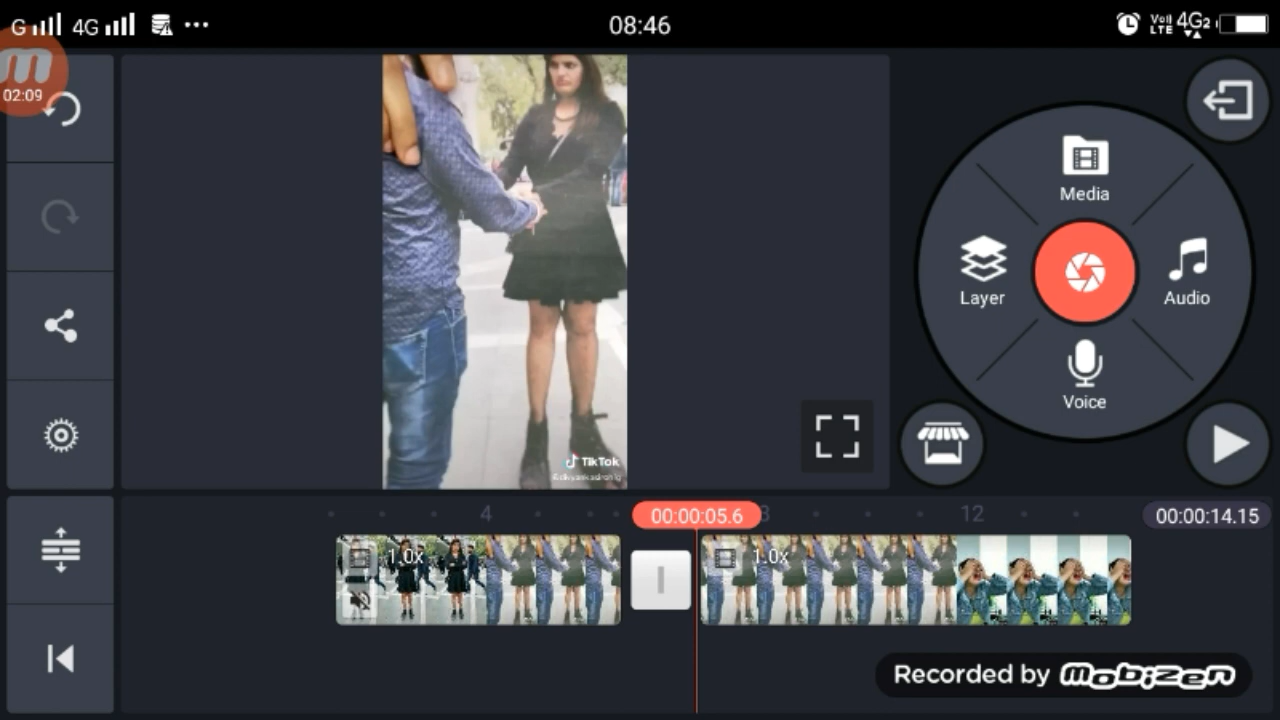 G 4G 08:46 VoLTE 4G2
02:09
Media
Layer
Audio
Voice
TikTok
4 00:00:05.6 8 12 00:00:14.15
1.0x 1.0x
Recorded by mobizen